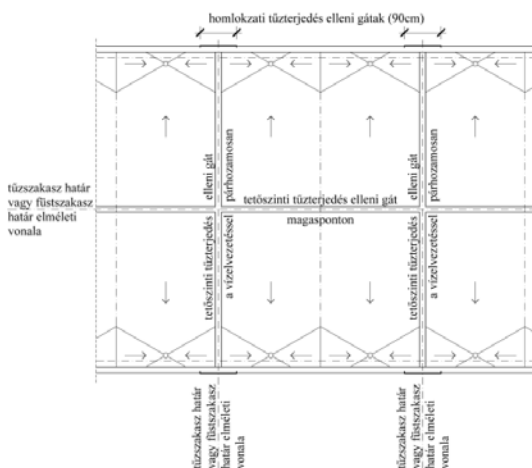 homlokzati tűzterjedés elleni gátak (90cm)
elleni gát
párhozamosan
elleni gát
párhozamosan
tűzszakasz határ
vagy füstszakasz
határ elméleti
vonala
tetőszinti tűzterjedés elleni gát
magasponton
tetőszinti tűzterjedés
a vízelvezetéssel
tetőszinti tűzterjedés
a vízelvezetéssel
tűzszakasz határ
vagy füstszakasz
határ elméleti
vonala
tűzszakasz határ
vagy füstszakasz
határ elméleti
vonala